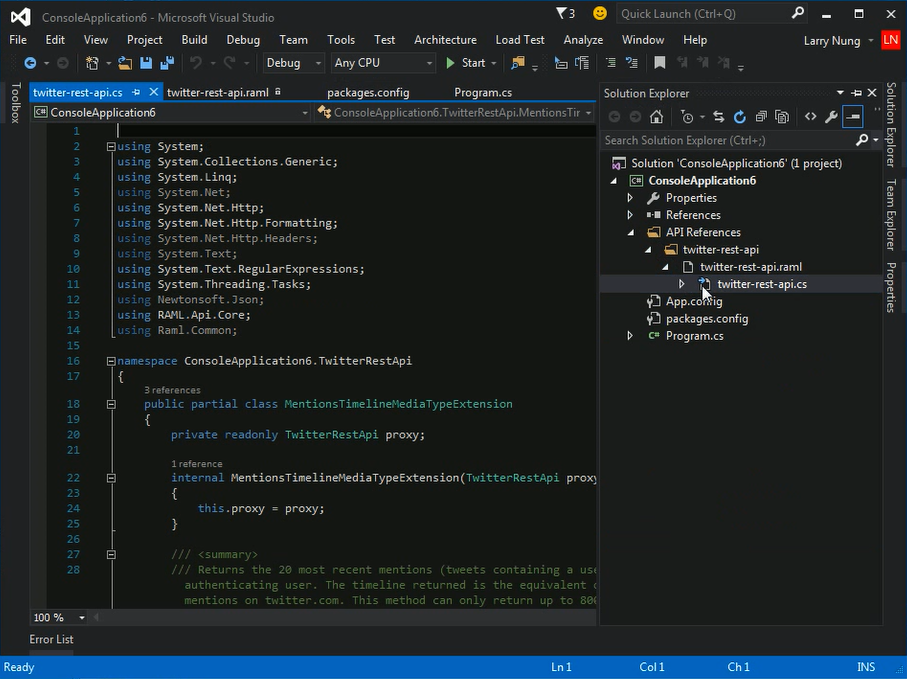 ConsoleApplication6 - Microsoft Visual Studio
3
Quick Launch (Ctrl+Q)
File Edit View Project Build Debug Team Tools Test Architecture Load Test Analyze Window Help
Larry Nung LN
Debug Any CPU Start
Toolbox
twitter-rest-api.cs twitter-rest-api.raml packages.config Program.cs
C# ConsoleApplication6 ConsoleApplication6.TwitterRestApi.MentionsTir
1
2 using System;
3 using System.Collections.Generic;
4 using System.Linq;
5 using System.Net;
6 using System.Net.Http;
7 using System.Net.Http.Formatting;
8 using System.Net.Http.Headers;
9 using System.Text;
10 using System.Text.RegularExpressions;
11 using System.Threading.Tasks;
12 using Newtonsoft.Json;
13 using RAML.Api.Core;
14 using Raml.Common;
15
16 namespace ConsoleApplication6.TwitterRestApi
17 {
3 references
18 public partial class MentionsTimelineMediaTypeExtension
19 {
20 private readonly TwitterRestApi proxy;
21
1 reference
22 internal MentionsTimelineMediaTypeExtension(TwitterRestApi proxy
23 {
24 this.proxy = proxy;
25 }
26
27 /// <summary>
28 /// Returns the 20 most recent mentions (tweets containing a use
authenticating user. The timeline returned is the equivalent o
mentions on twitter.com. This method can only return up to 800
100 %
Solution Explorer
Search Solution Explorer (Ctrl+;)
Solution 'ConsoleApplication6' (1 project)
C# ConsoleApplication6
Properties
References
API References
twitter-rest-api
twitter-rest-api.raml
twitter-rest-api.cs
App.config
packages.config
C# Program.cs
Solution Explorer
Team Explorer
Properties
Error List
Ready Ln 1 Col 1 Ch 1 INS